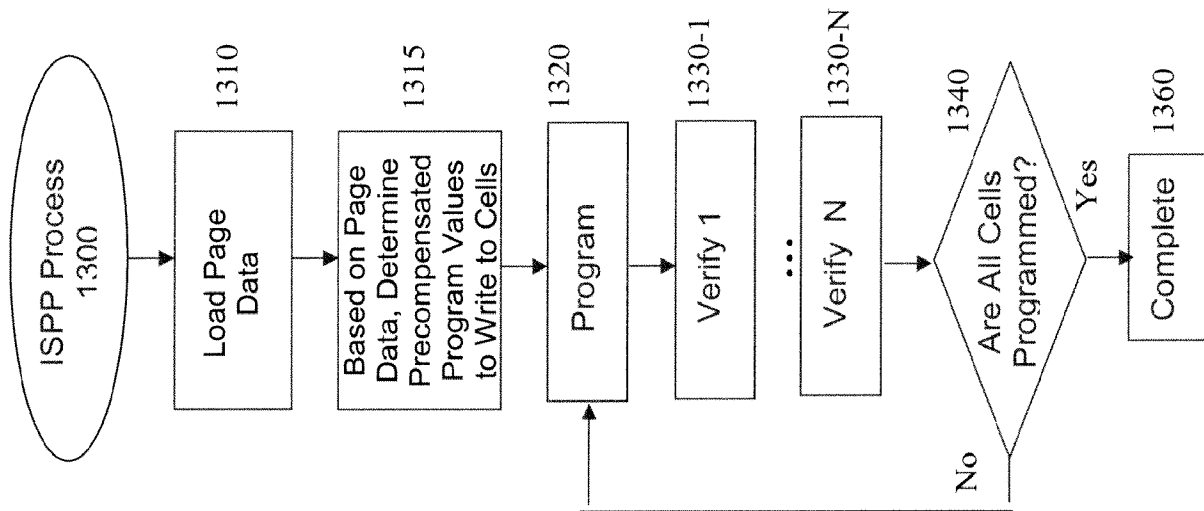 ISPP Process
1300
Load Page
Data
1310
Based on Page
Data, Determine
Precompensated
Program Values
to Write to Cells
1315
Program
1320
Verify 1
1330-1
...
Verify N
1330-N
Are All Cells
Programmed?
1340
No
Yes
Complete
1360